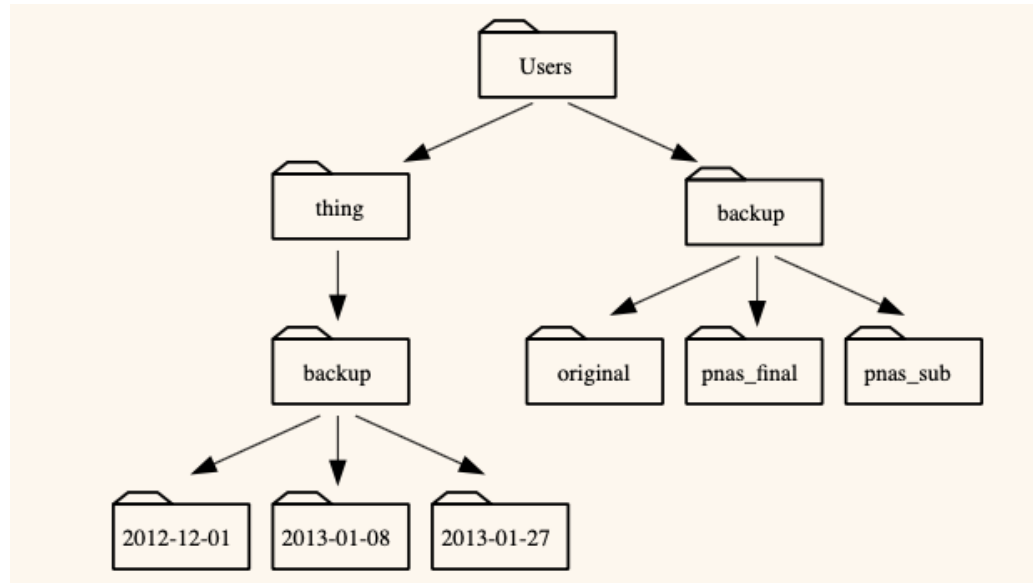 Users
thing
backup
backup
original
pnas_final
pnas_sub
2012-12-01
2013-01-08
2013-01-27